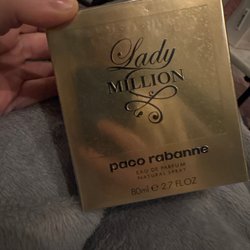 Lady
MILLION
paco rabanne
EAU DE PARFUM
NATURAL SPRAY
80ml e 2.7 FL.OZ